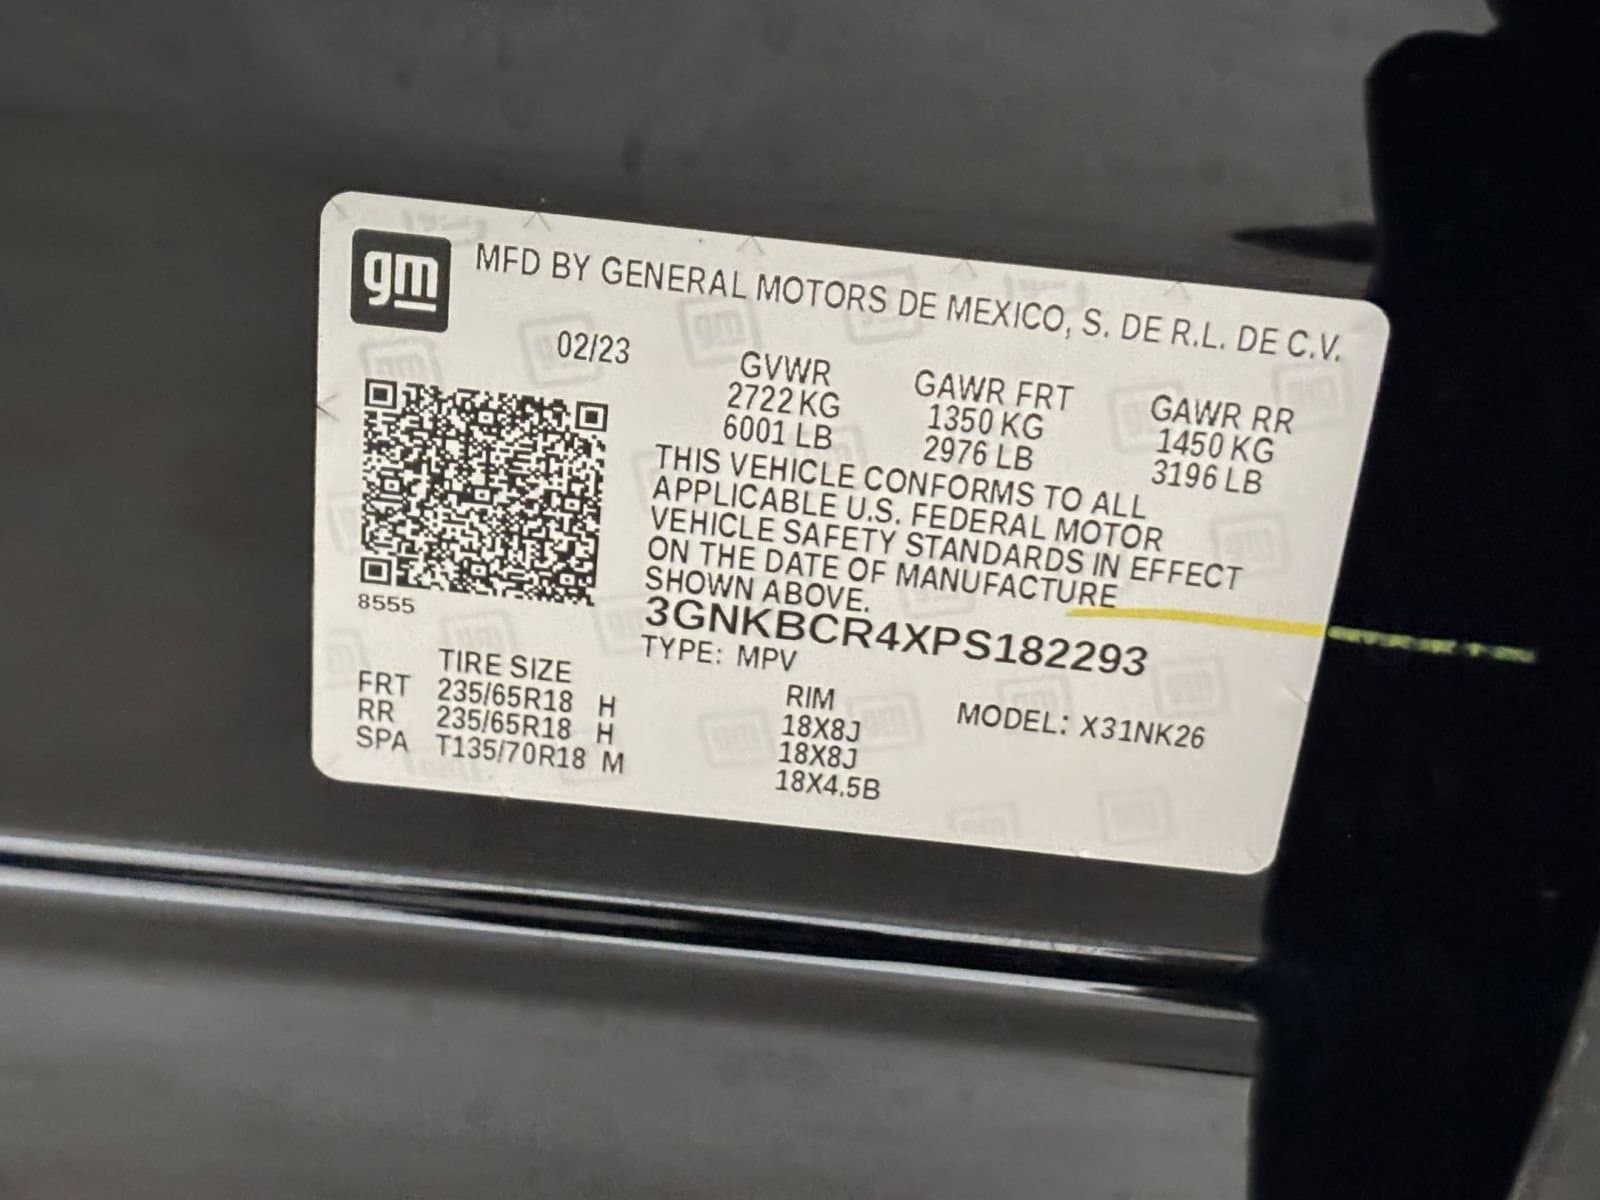 gm
MFD BY GENERAL MOTORS DE MEXICO, S. DE R.L. DE C.V.
02/23
GVWR GAWR FRT GAWR RR
2722 KG 1350 KG 1450 KG
6001 LB 2976 LB 3196 LB
THIS VEHICLE CONFORMS TO ALL
APPLICABLE U.S. FEDERAL MOTOR
VEHICLE SAFETY STANDARDS IN EFFECT
ON THE DATE OF MANUFACTURE
SHOWN ABOVE.
8555
3GNKBCR4XPS182293
TYPE: MPV
TIRE SIZE RIM MODEL: X31NK26
FRT 235/65R18 H 18X8J
RR 235/65R18 H 18X8J
SPA T135/70R18 M 18X4.5B